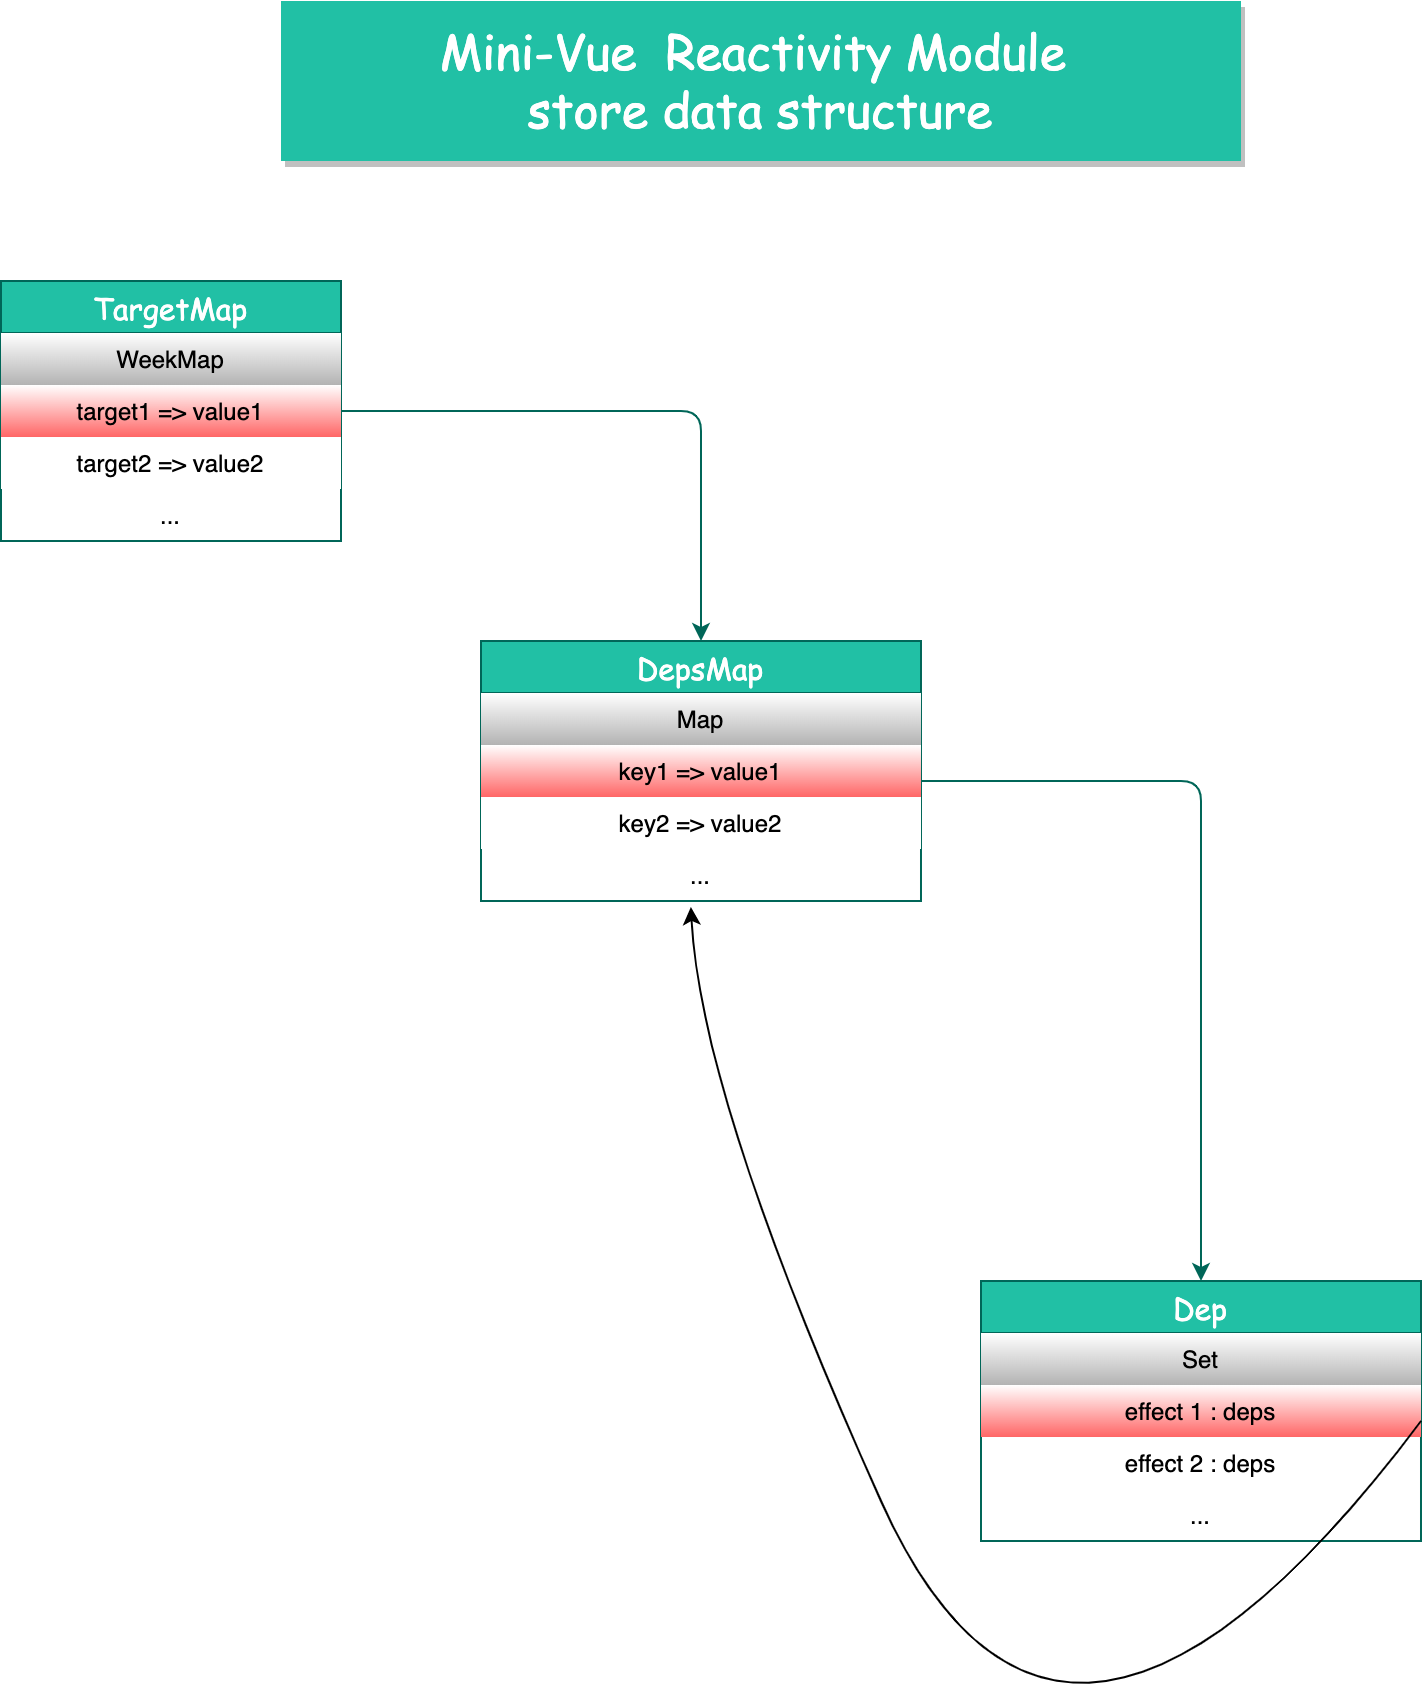 Mini-Vue Reactivity Module
store data structure
TargetMap
WeekMap
target1 => value1
target2 => value2
...
DepsMap
Map
key1 => value1
key2 => value2
...
Dep
Set
effect 1 : deps
effect 2 : deps
...